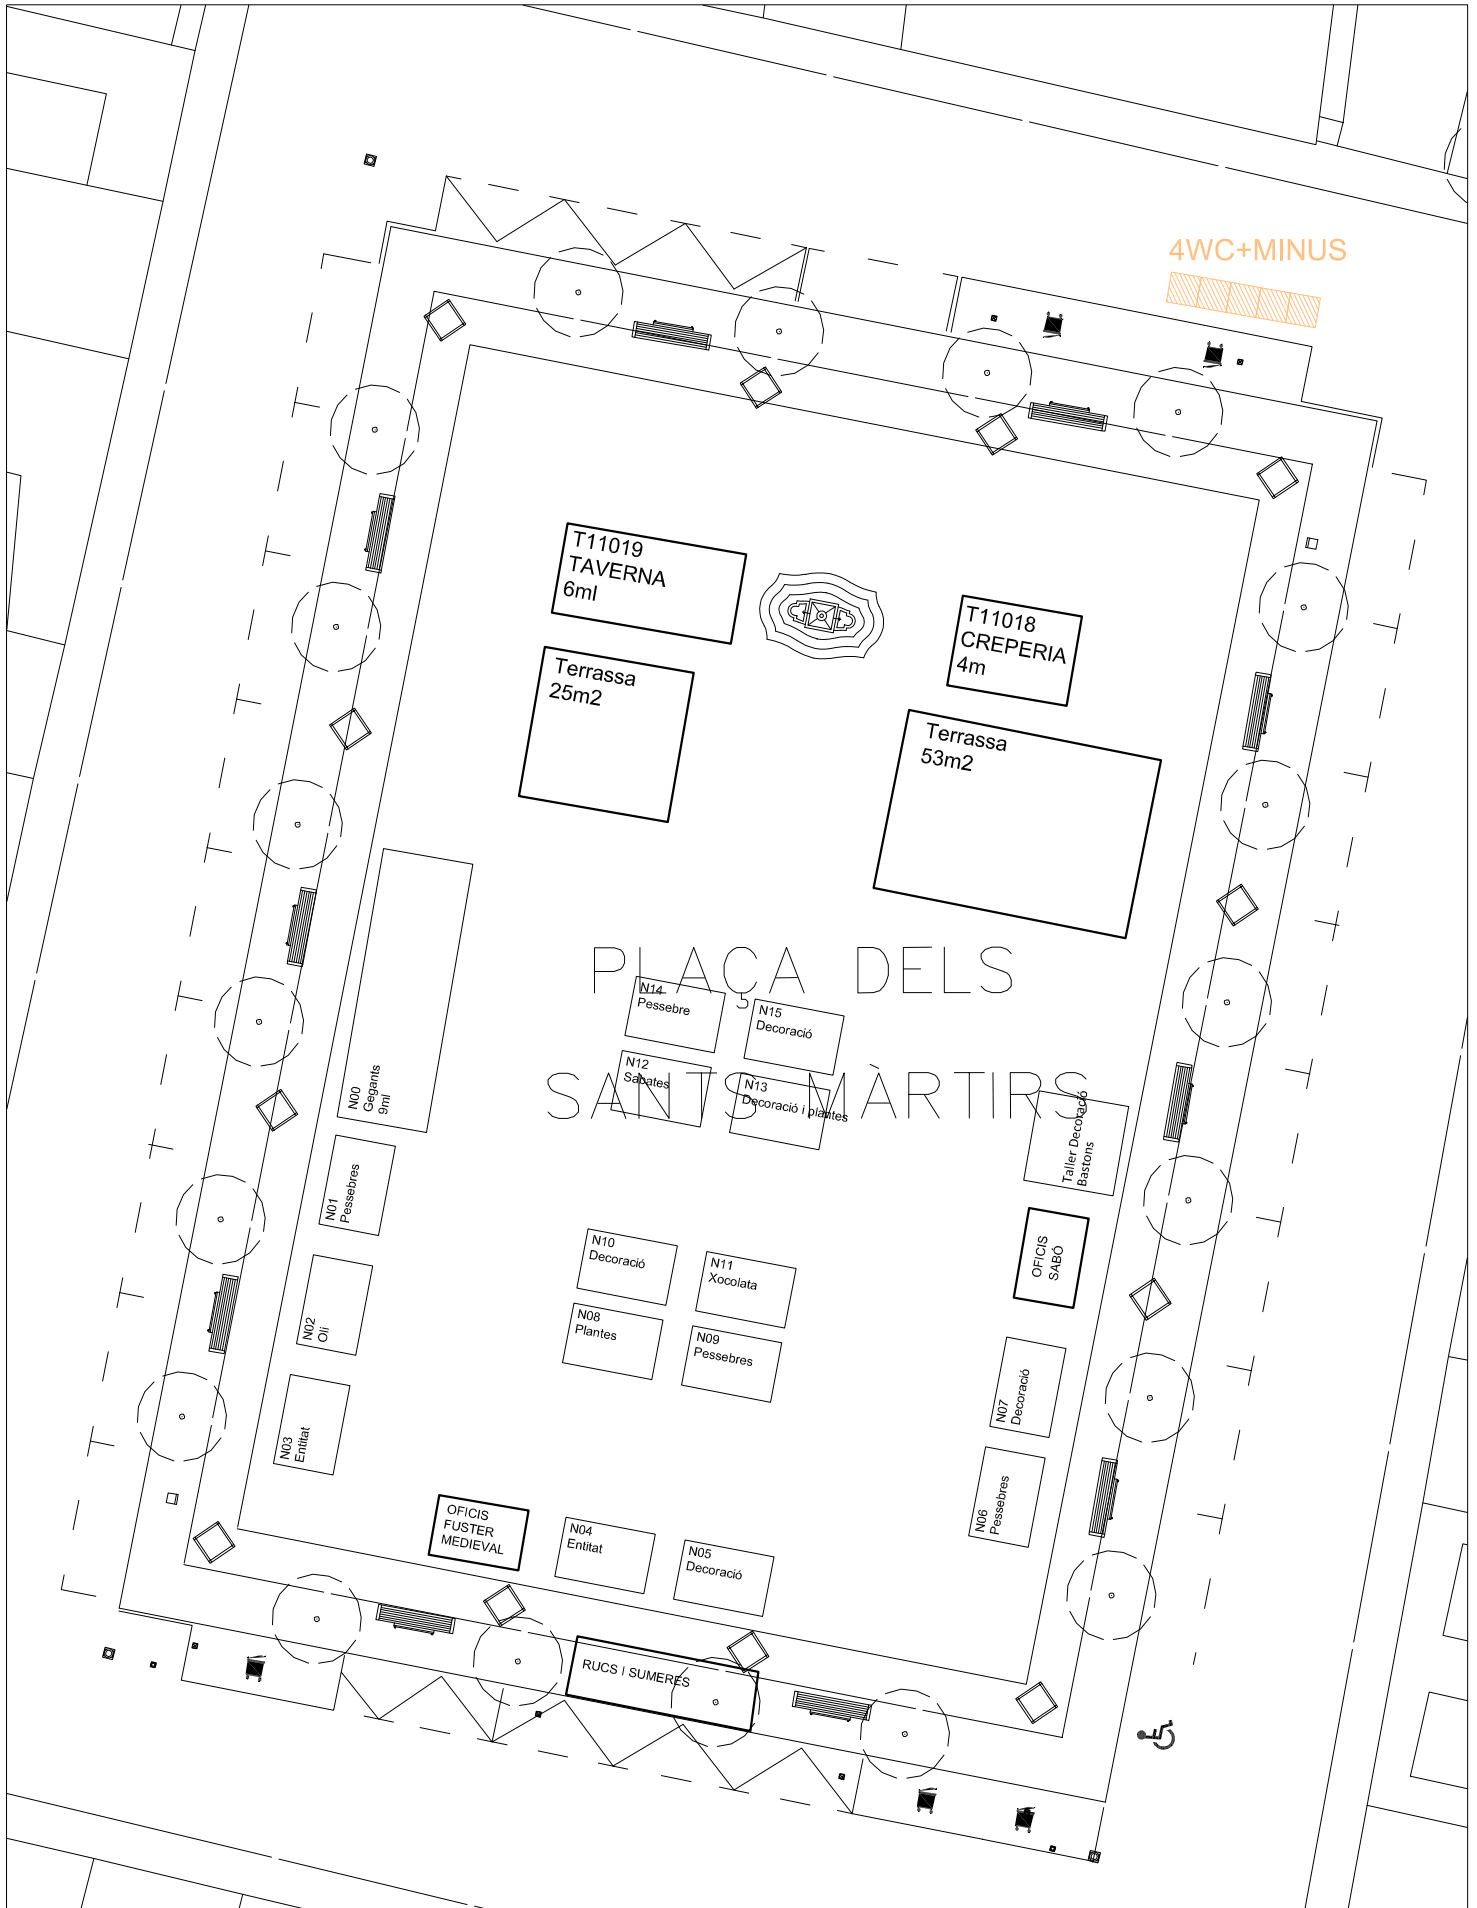 4WC+MINUS
T11019
TAVERNA
6ml
T11018
CREPERIA
4m
Terrassa
25m2
Terrassa
53m2
PLAÇA DELS
SANTS MÀRTIRS
N14
Pessebre
N15
Decoració
N12
Sabates
N13
Decoració i plantes
N00
Gegants
9ml
Taller Decoració
Bastons
N01
Pessebres
OFICIS
SABÓ
N10
Decoració
N11
Xocolata
N02
Oli
N08
Plantes
N09
Pessebres
N07
Decoració
N03
Entitat
N06
Pessebres
OFICIS
FUSTER
MEDIEVAL
N04
Entitat
N05
Decoració
RUCS I SUMERES